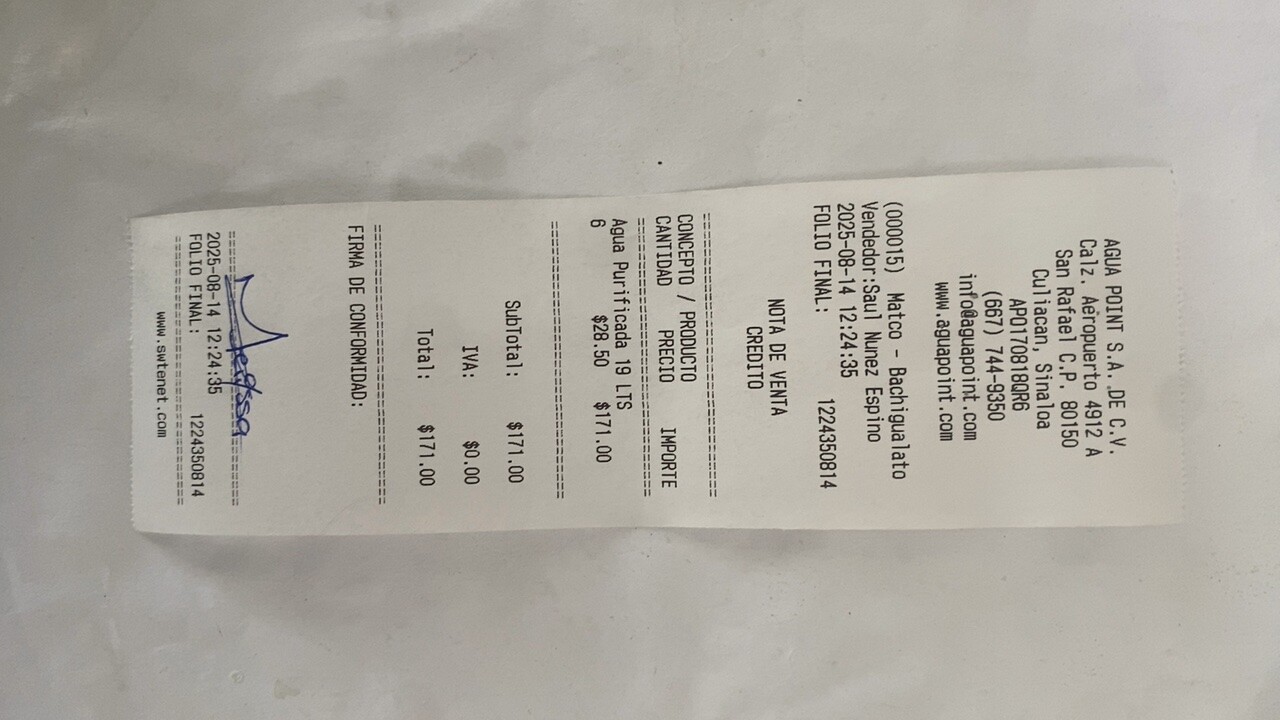 AGUA POINT S.A. DE C.V.
Calz. Aeropuerto 4912 A
San Rafael C.P. 80150
Culiacan, Sinaloa
APO170818QR6
(667) 744-9350
info@aguapoint.com
www.aguapoint.com
NOTA DE VENTA
CREDITO
(000015) Matco - Bachigualato
Vendedor:Saul Nunez Espino
2025-08-14 12:24:35
FOLIO FINAL: 1224350814
CONCEPTO / PRODUCTO
CANTIDAD PRECIO IMPORTE
Agua Purificada 19 LTS
6 $28.50 $171.00
SubTotal: $171.00
IVA: $0.00
Total: $171.00
FIRMA DE CONFORMIDAD:
2025-08-14 12:24:35
FOLIO FINAL: 1224350814
www.swtenet.com